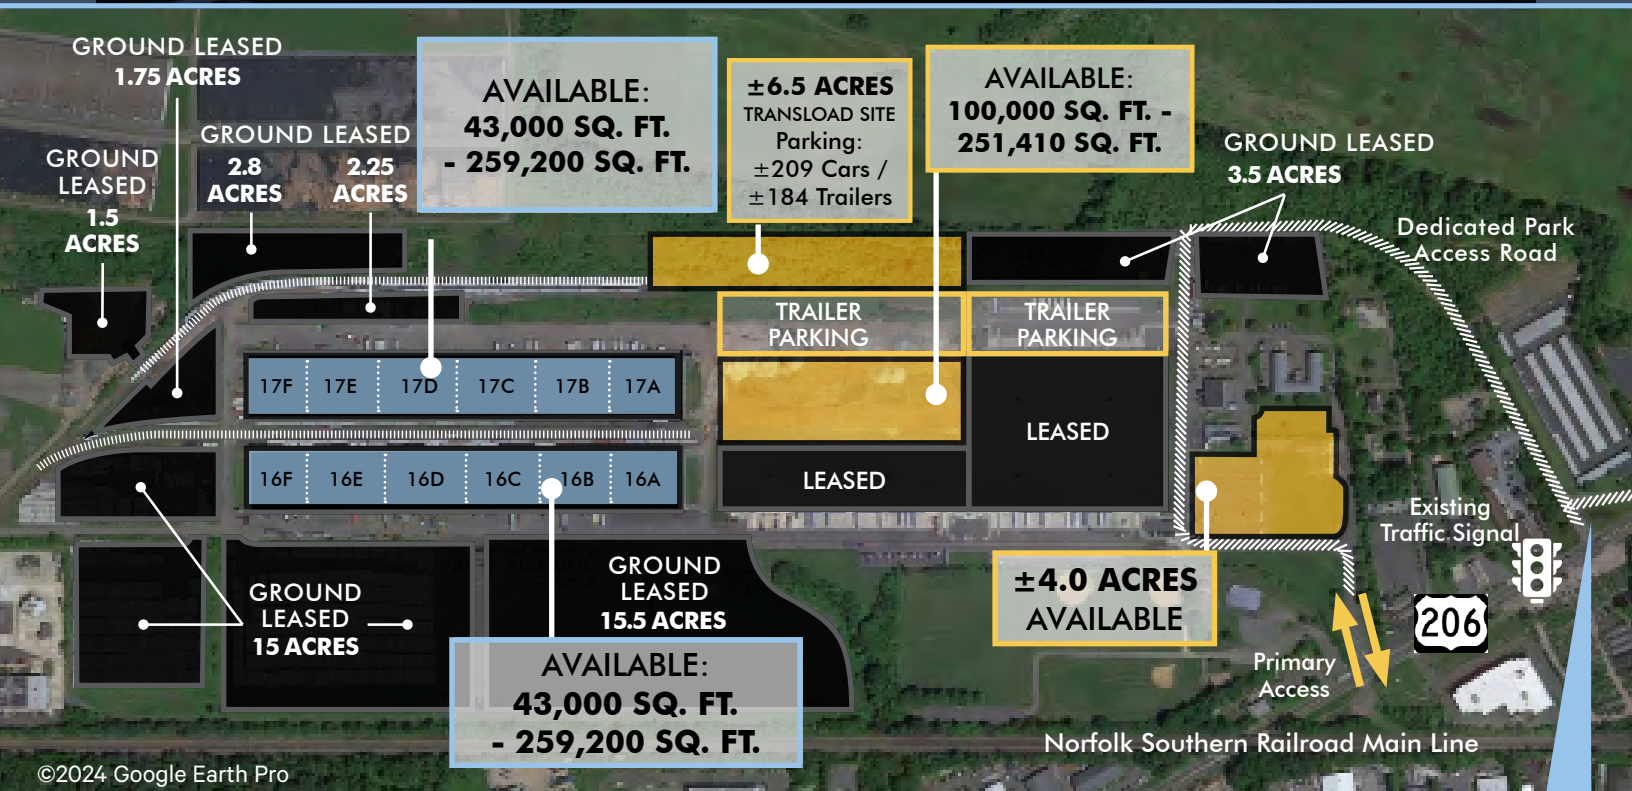 GROUND LEASED
1.75 ACRES
GROUND LEASED
2.8
ACRES
2.25
ACRES
GROUND
LEASED
1.5
ACRES
AVAILABLE:
43,000 SQ. FT.
- 259,200 SQ. FT.
±6.5 ACRES
TRANSLOAD SITE
Parking:
±209 Cars /
±184 Trailers
AVAILABLE:
100,000 SQ. FT. -
251,410 SQ. FT.
GROUND LEASED
3.5 ACRES
Dedicated Park
Access Road
TRAILER
PARKING
TRAILER
PARKING
17F 17E 17D 17C 17B 17A
LEASED
16F 16E 16D 16C 16B 16A
LEASED
Existing
Traffic Signal
GROUND
LEASED
15 ACRES
GROUND
LEASED
15.5 ACRES
±4.0 ACRES
AVAILABLE
206
Primary
Access
AVAILABLE:
43,000 SQ. FT.
- 259,200 SQ. FT.
Norfolk Southern Railroad Main Line
©2024 Google Earth Pro